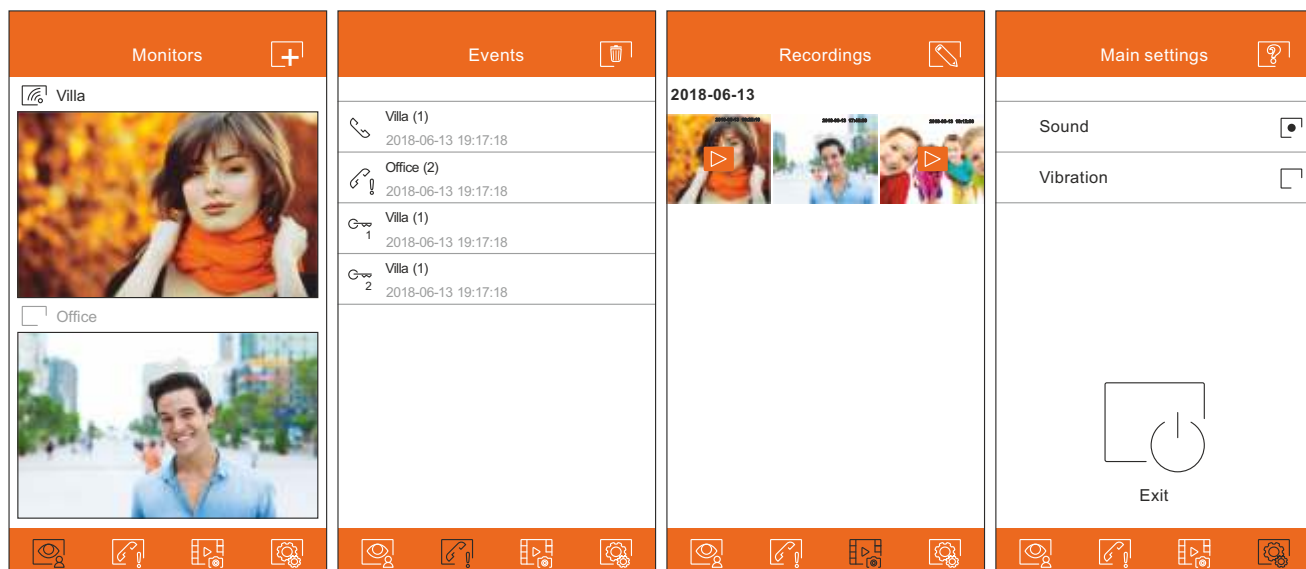 Monitors
Villa
Office
Events
Villa (1)
2018-06-13 19:17:18
Office (2)
2018-06-13 19:17:18
1
Villa (1)
2018-06-13 19:17:18
2
Villa (1)
2018-06-13 19:17:18
Recordings
2018-06-13
Main settings
Sound
Vibration
Exit